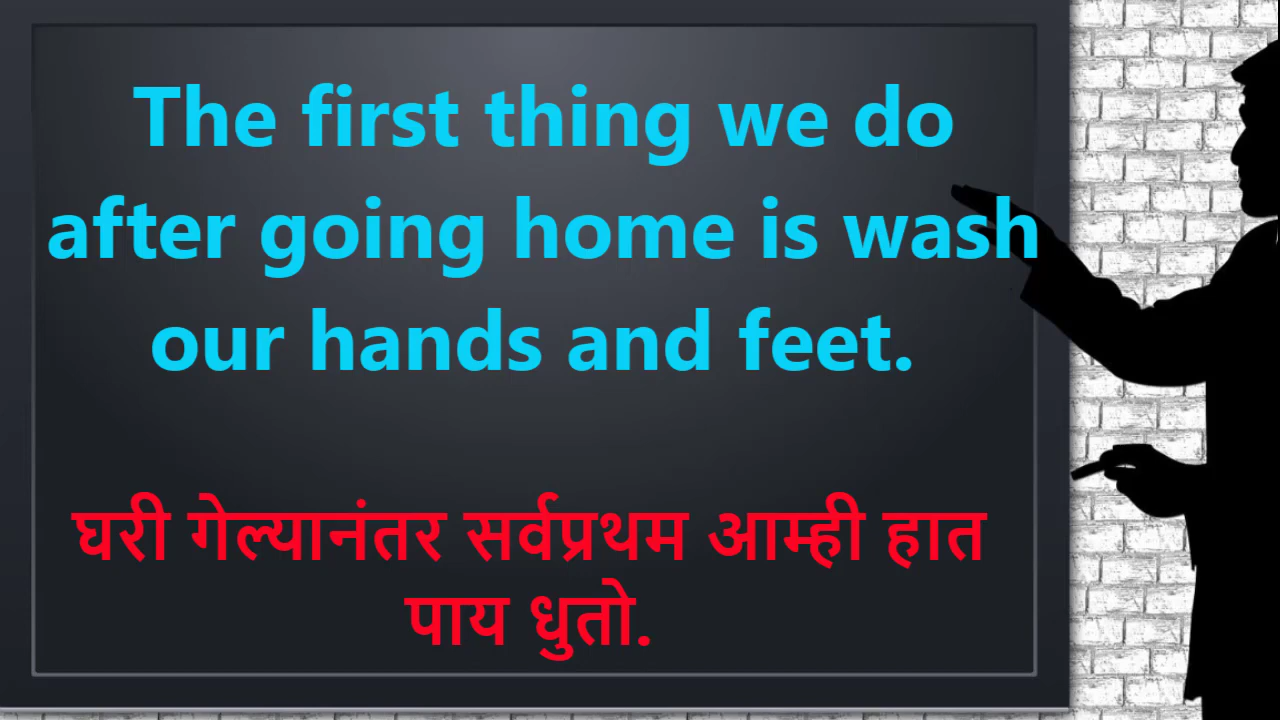 The first thing we do
after going home is wash
our hands and feet.
घरी गेल्यानंतर सर्वप्रथम आम्ही हात
पाय धुतो.